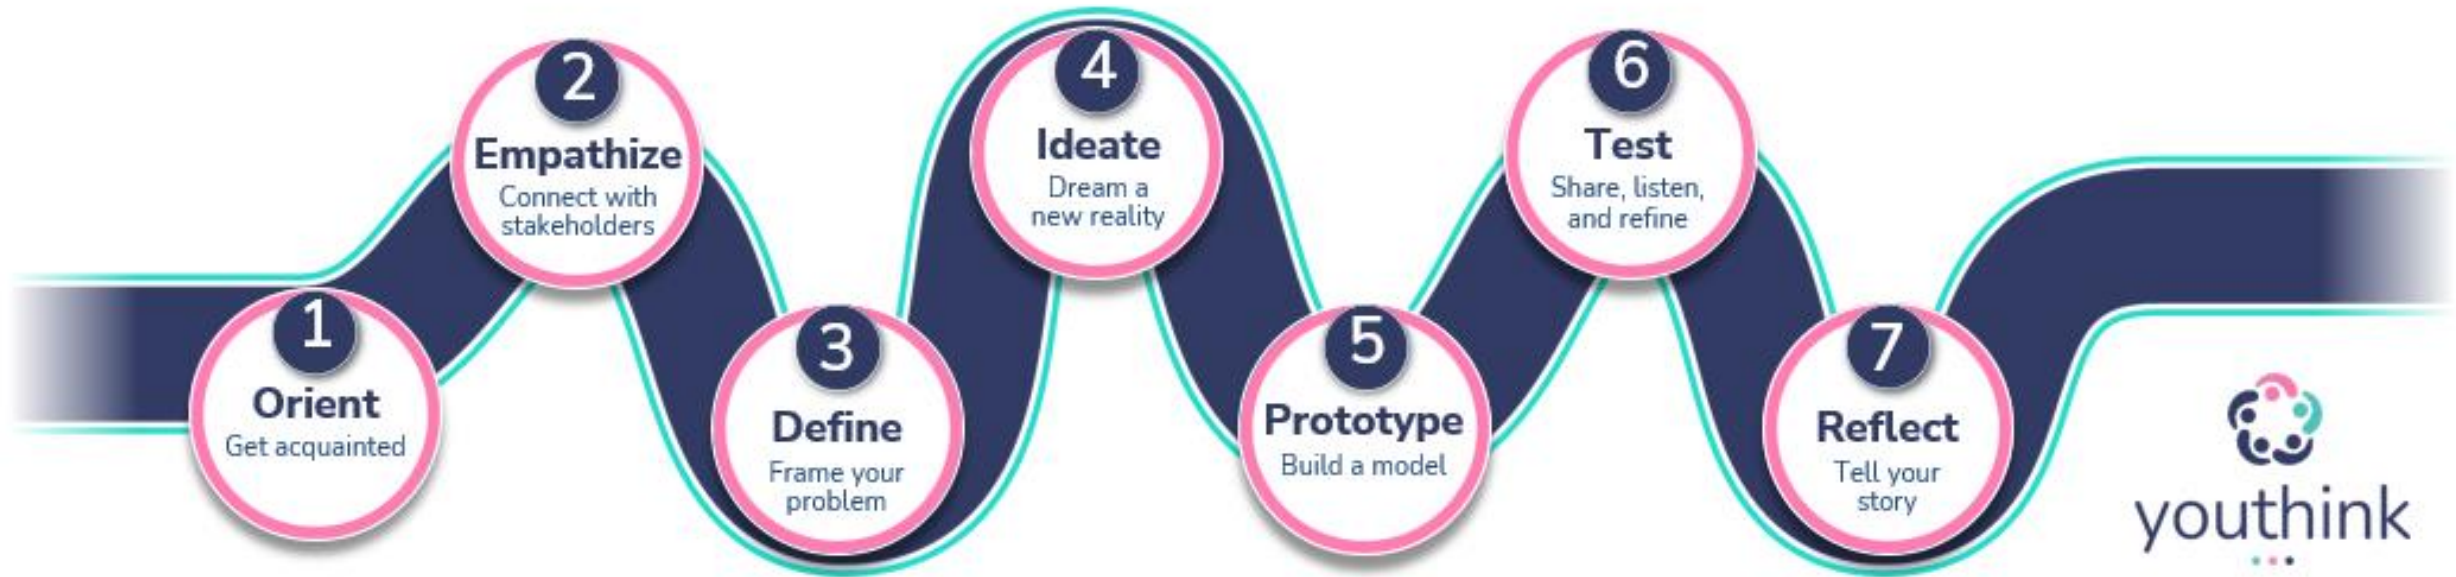 1
Orient
Get acquainted
2
Empathize
Connect with
stakeholders
3
Define
Frame your
problem
4
Ideate
Dream a
new reality
5
Prototype
Build a model
6
Test
Share, listen,
and refine
7
Reflect
Tell your
story
youthink